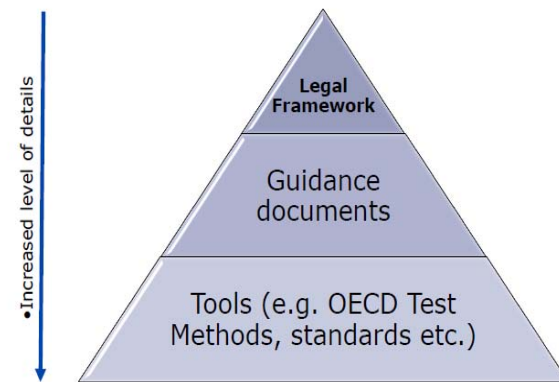 •Increased level of details
Legal
Framework
Guidance
documents
Tools (e.g. OECD Test
Methods, standards etc.)